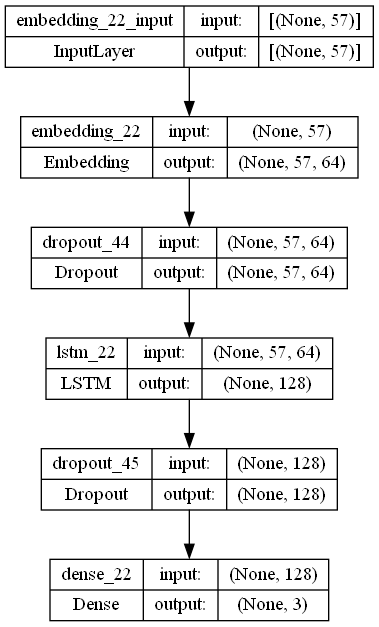 embedding_22_input input: [(None, 57)]
InputLayer output: [(None, 57)]
embedding_22 input: (None, 57)
Embedding output: (None, 57, 64)
dropout_44 input: (None, 57, 64)
Dropout output: (None, 57, 64)
lstm_22 input: (None, 57, 64)
LSTM output: (None, 128)
dropout_45 input: (None, 128)
Dropout output: (None, 128)
dense_22 input: (None, 128)
Dense output: (None, 3)